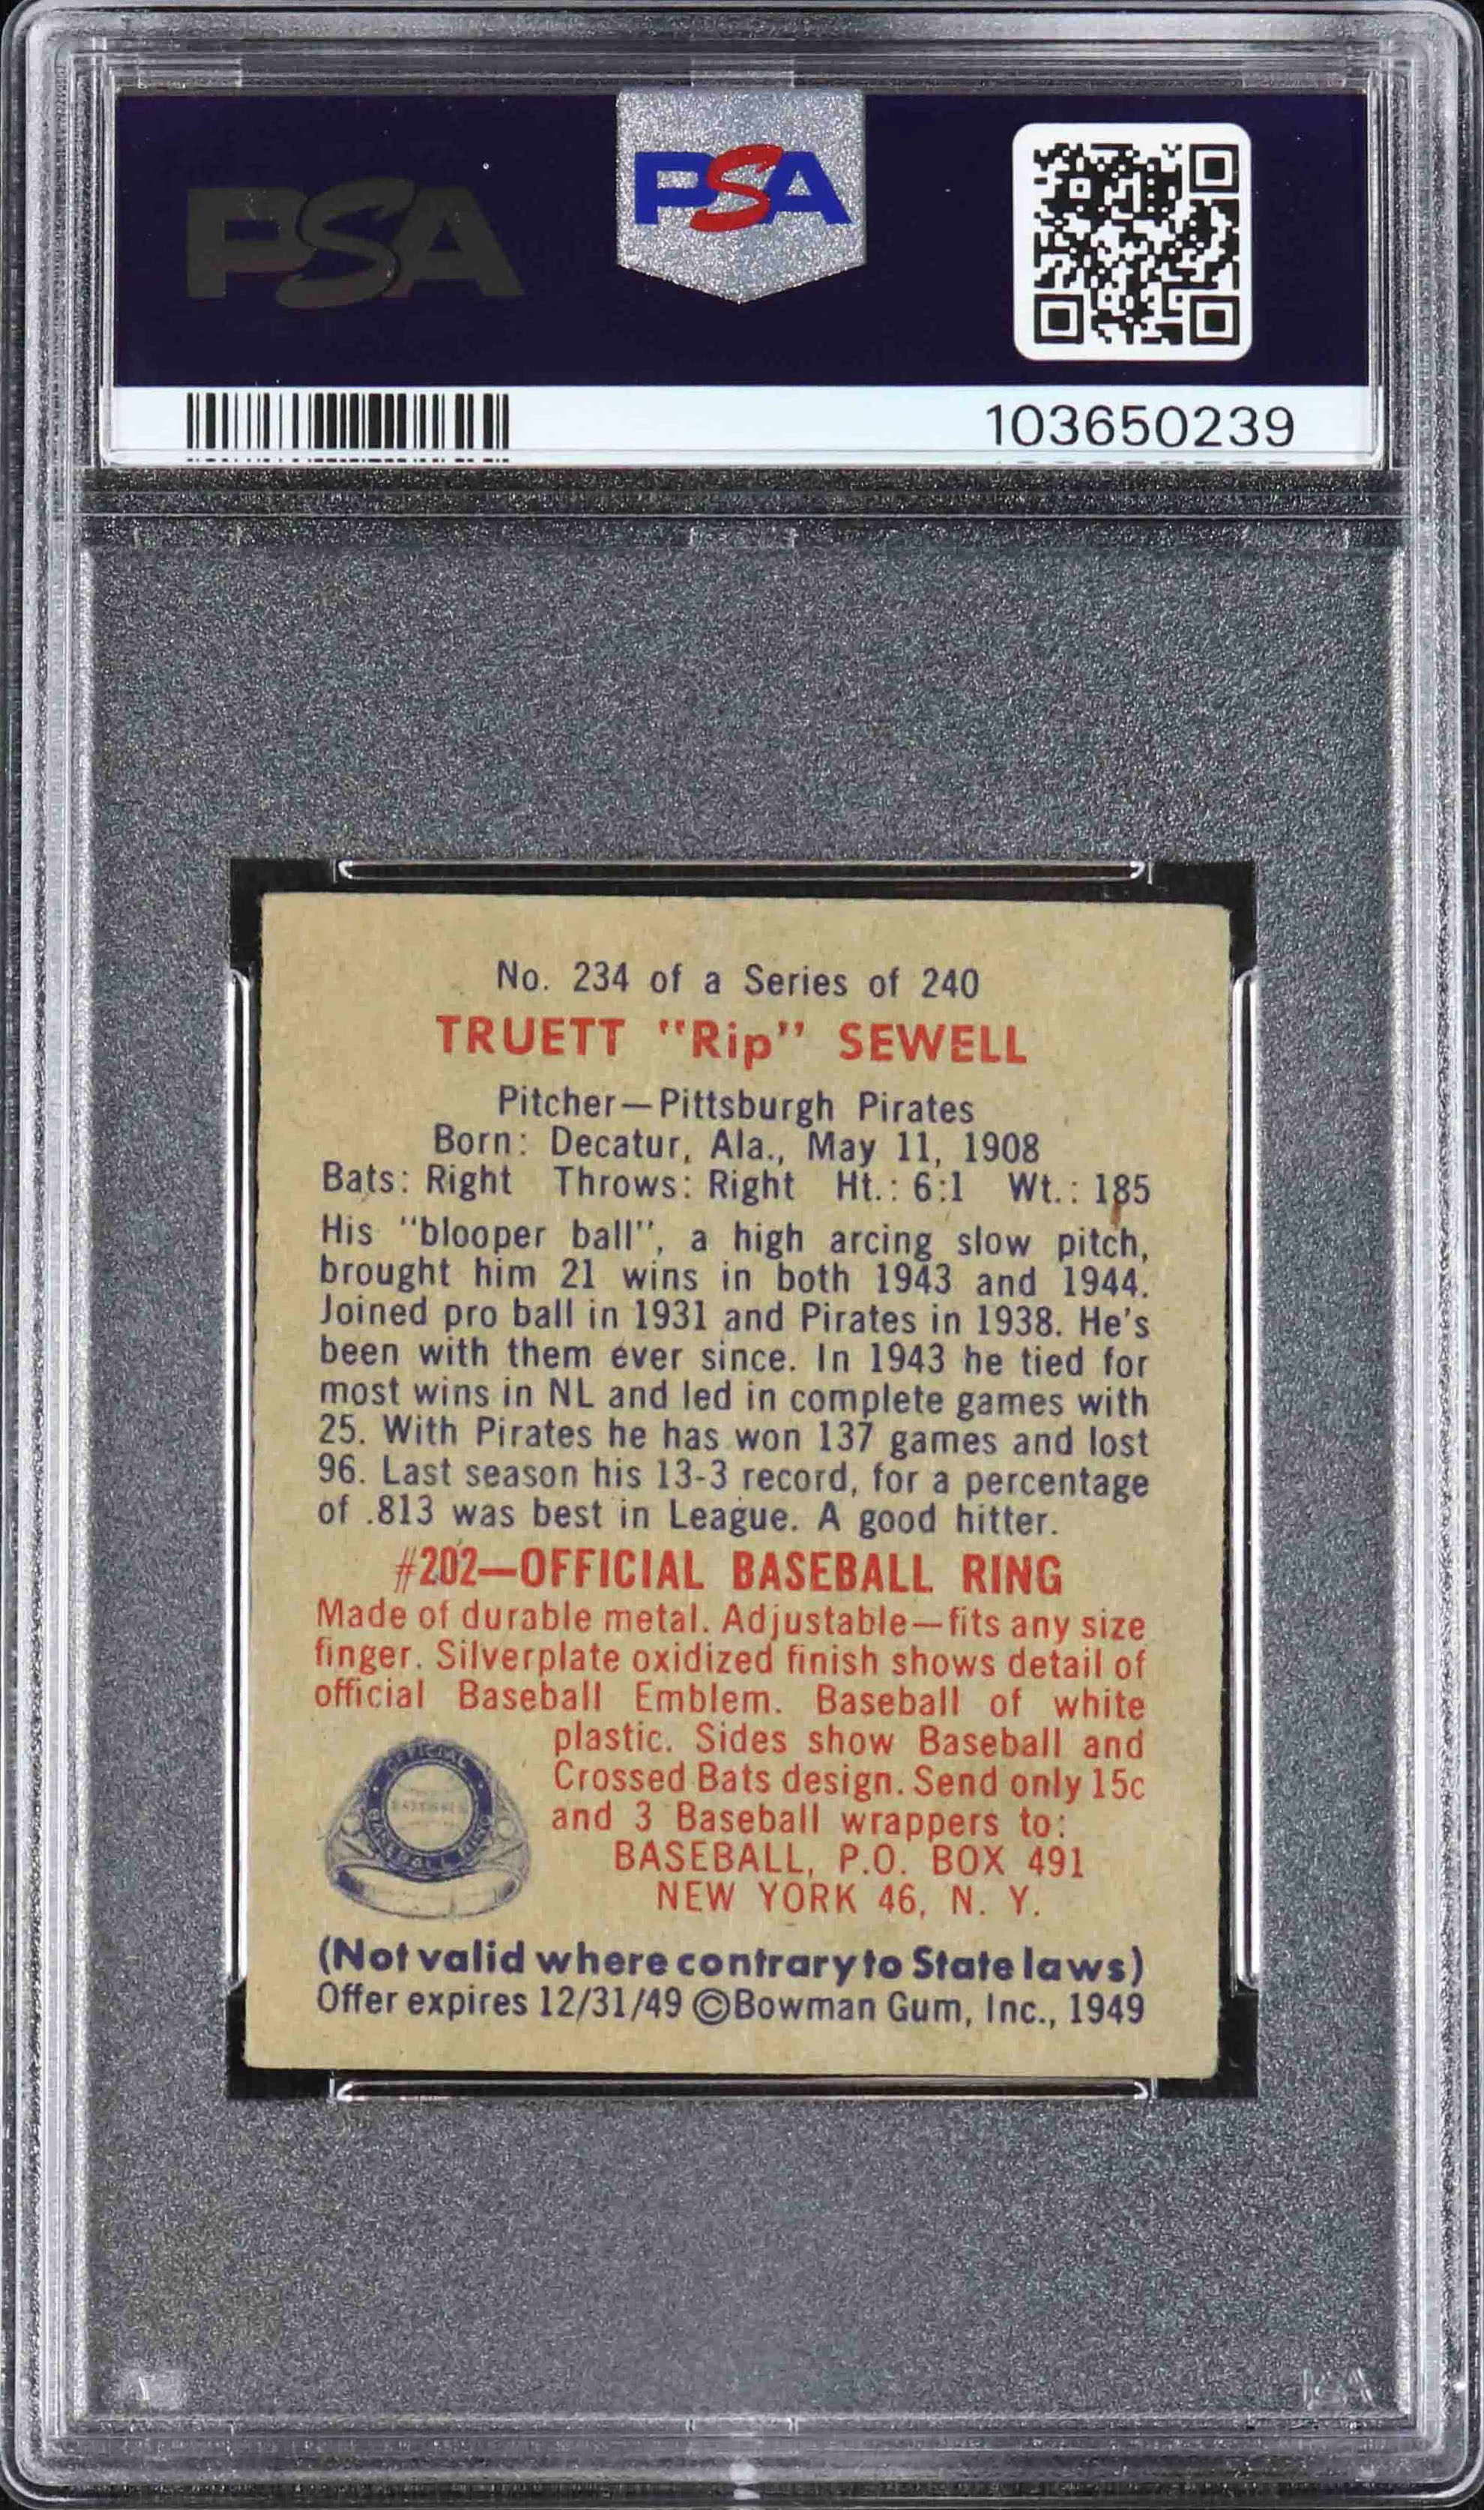 PSA
PSA
103650239
No. 234 of a Series of 240
TRUETT "Rip" SEWELL
Pitcher—Pittsburgh Pirates
Born: Decatur, Ala., May 11, 1908
Bats: Right Throws: Right Ht.: 6:1 Wt.: 185
His "blooper ball", a high arcing slow pitch,
brought him 21 wins in both 1943 and 1944.
Joined pro ball in 1931 and Pirates in 1938. He's
been with them ever since. In 1943 he tied for
most wins in NL and led in complete games with
25. With Pirates he has won 137 games and lost
96. Last season his 13-3 record, for a percentage
of .813 was best in League. A good hitter.
#202—OFFICIAL BASEBALL RING
Made of durable metal. Adjustable—fits any size
finger. Silverplate oxidized finish shows detail of
official Baseball Emblem. Baseball of white
plastic. Sides show Baseball and
Crossed Bats design. Send only 15c
and 3 Baseball wrappers to:
BASEBALL, P.O. BOX 491
NEW YORK 46, N. Y.
OFFICIAL
(Not valid where contrary to State laws)
Offer expires 12/31/49 ©Bowman Gum, Inc., 1949